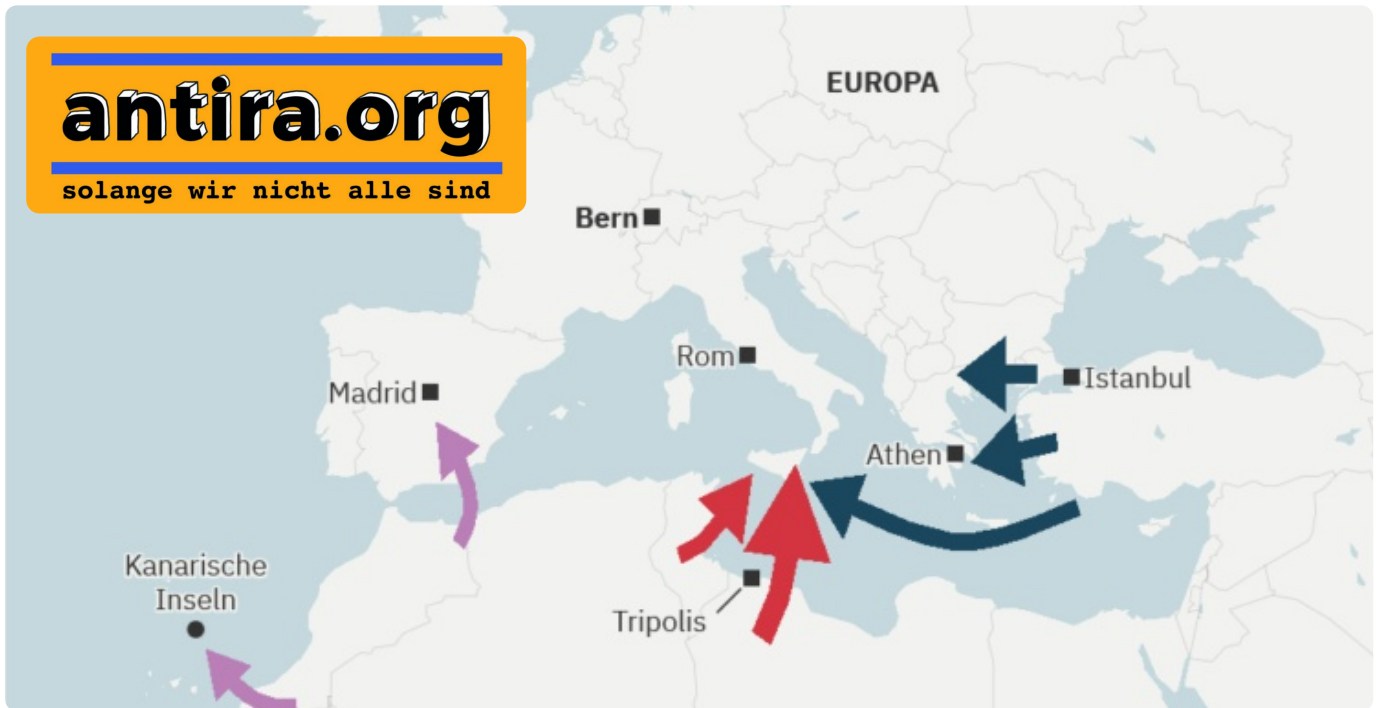 antira.org
solange wir nicht alle sind
EUROPA
Bern
Rom
Madrid
Istanbul
Athen
Kanarische
Inseln
Tripolis